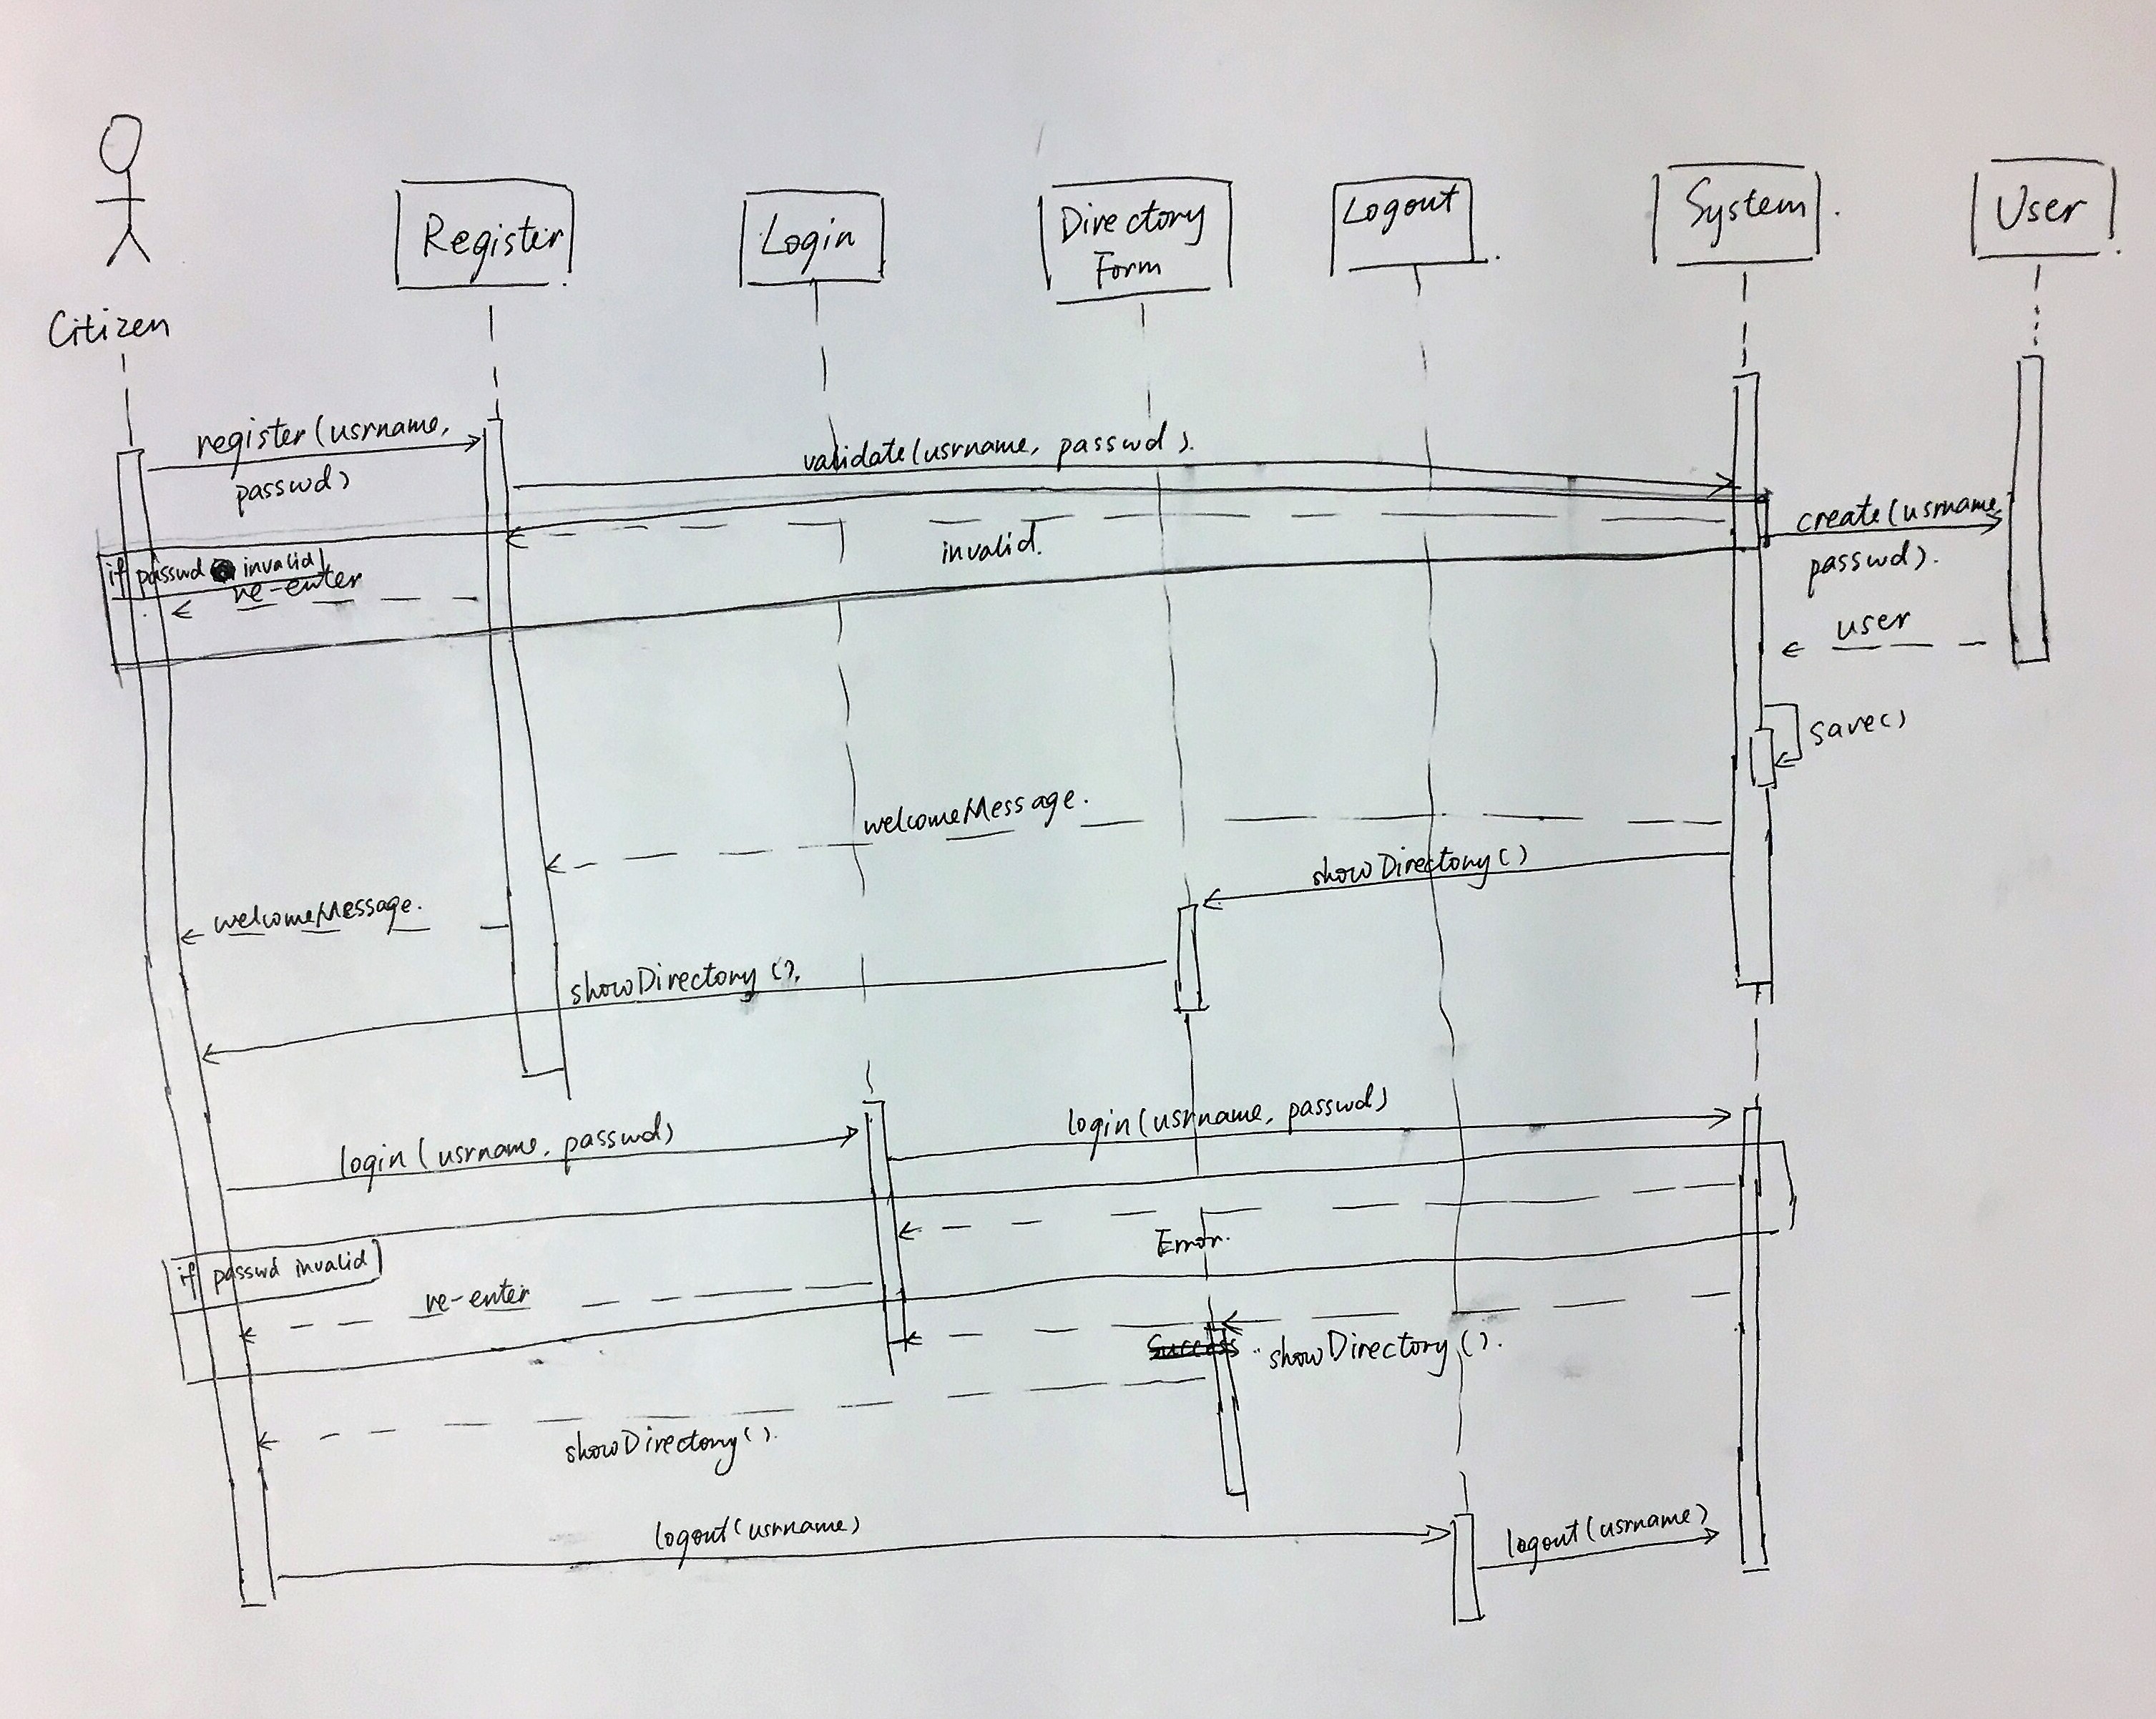 Citizen
Register
Login
Directory
Form
Logout
System
User
register(usrname,
passwd)
validate(usrname, passwd).
invalid.
create(usrname,
passwd).
if passwd invalid
re-enter
user
save()
welcomeMessage.
showDirectory()
welcomeMessage.
showDirectory().
login(usrname, passwd)
login(usrname, passwd)
Error.
if passwd invalid
re-enter
Success
showDirectory().
showDirectory().
logout(usrname)
logout(usrname)